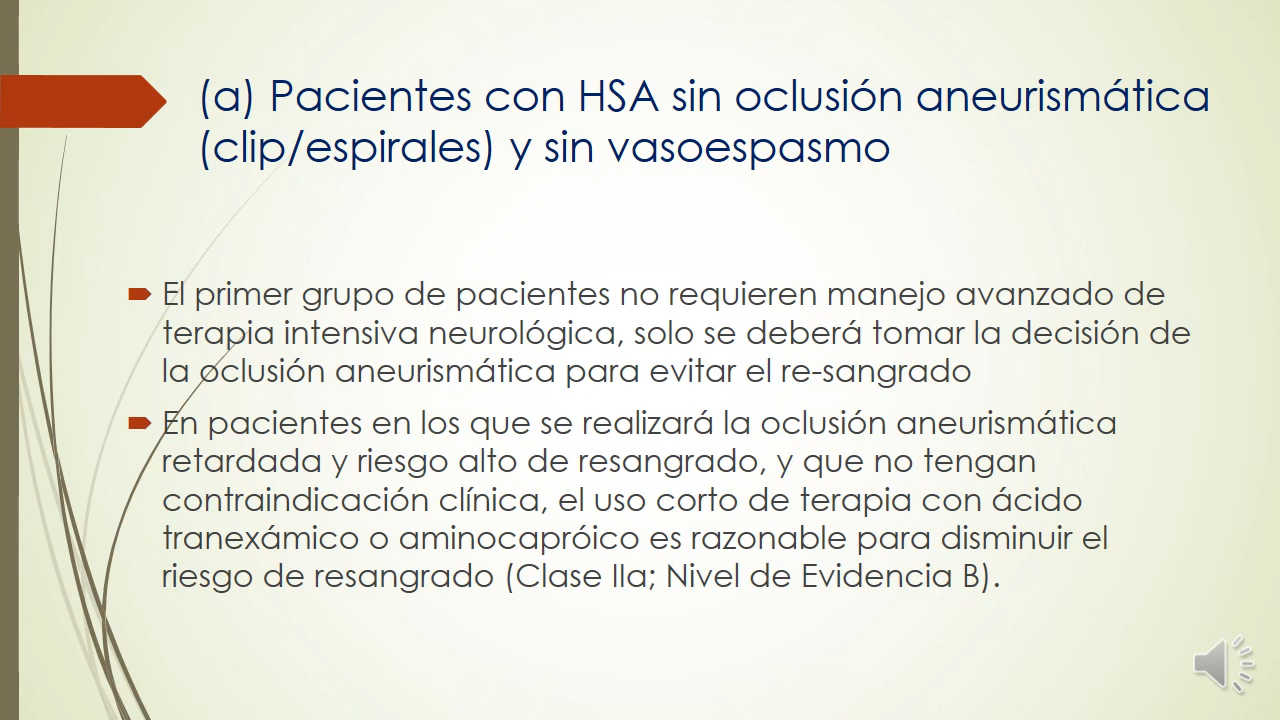 (a) Pacientes con HSA sin oclusión aneurismática
(clip/espirales) y sin vasoespasmo
El primer grupo de pacientes no requieren manejo avanzado de
terapia intensiva neurológica, solo se deberá tomar la decisión de
la oclusión aneurismática para evitar el re-sangrado
En pacientes en los que se realizará la oclusión aneurismática
retardada y riesgo alto de resangrado, y que no tengan
contraindicación clínica, el uso corto de terapia con ácido
tranexámico o aminocapróico es razonable para disminuir el
riesgo de resangrado (Clase IIa; Nivel de Evidencia B).